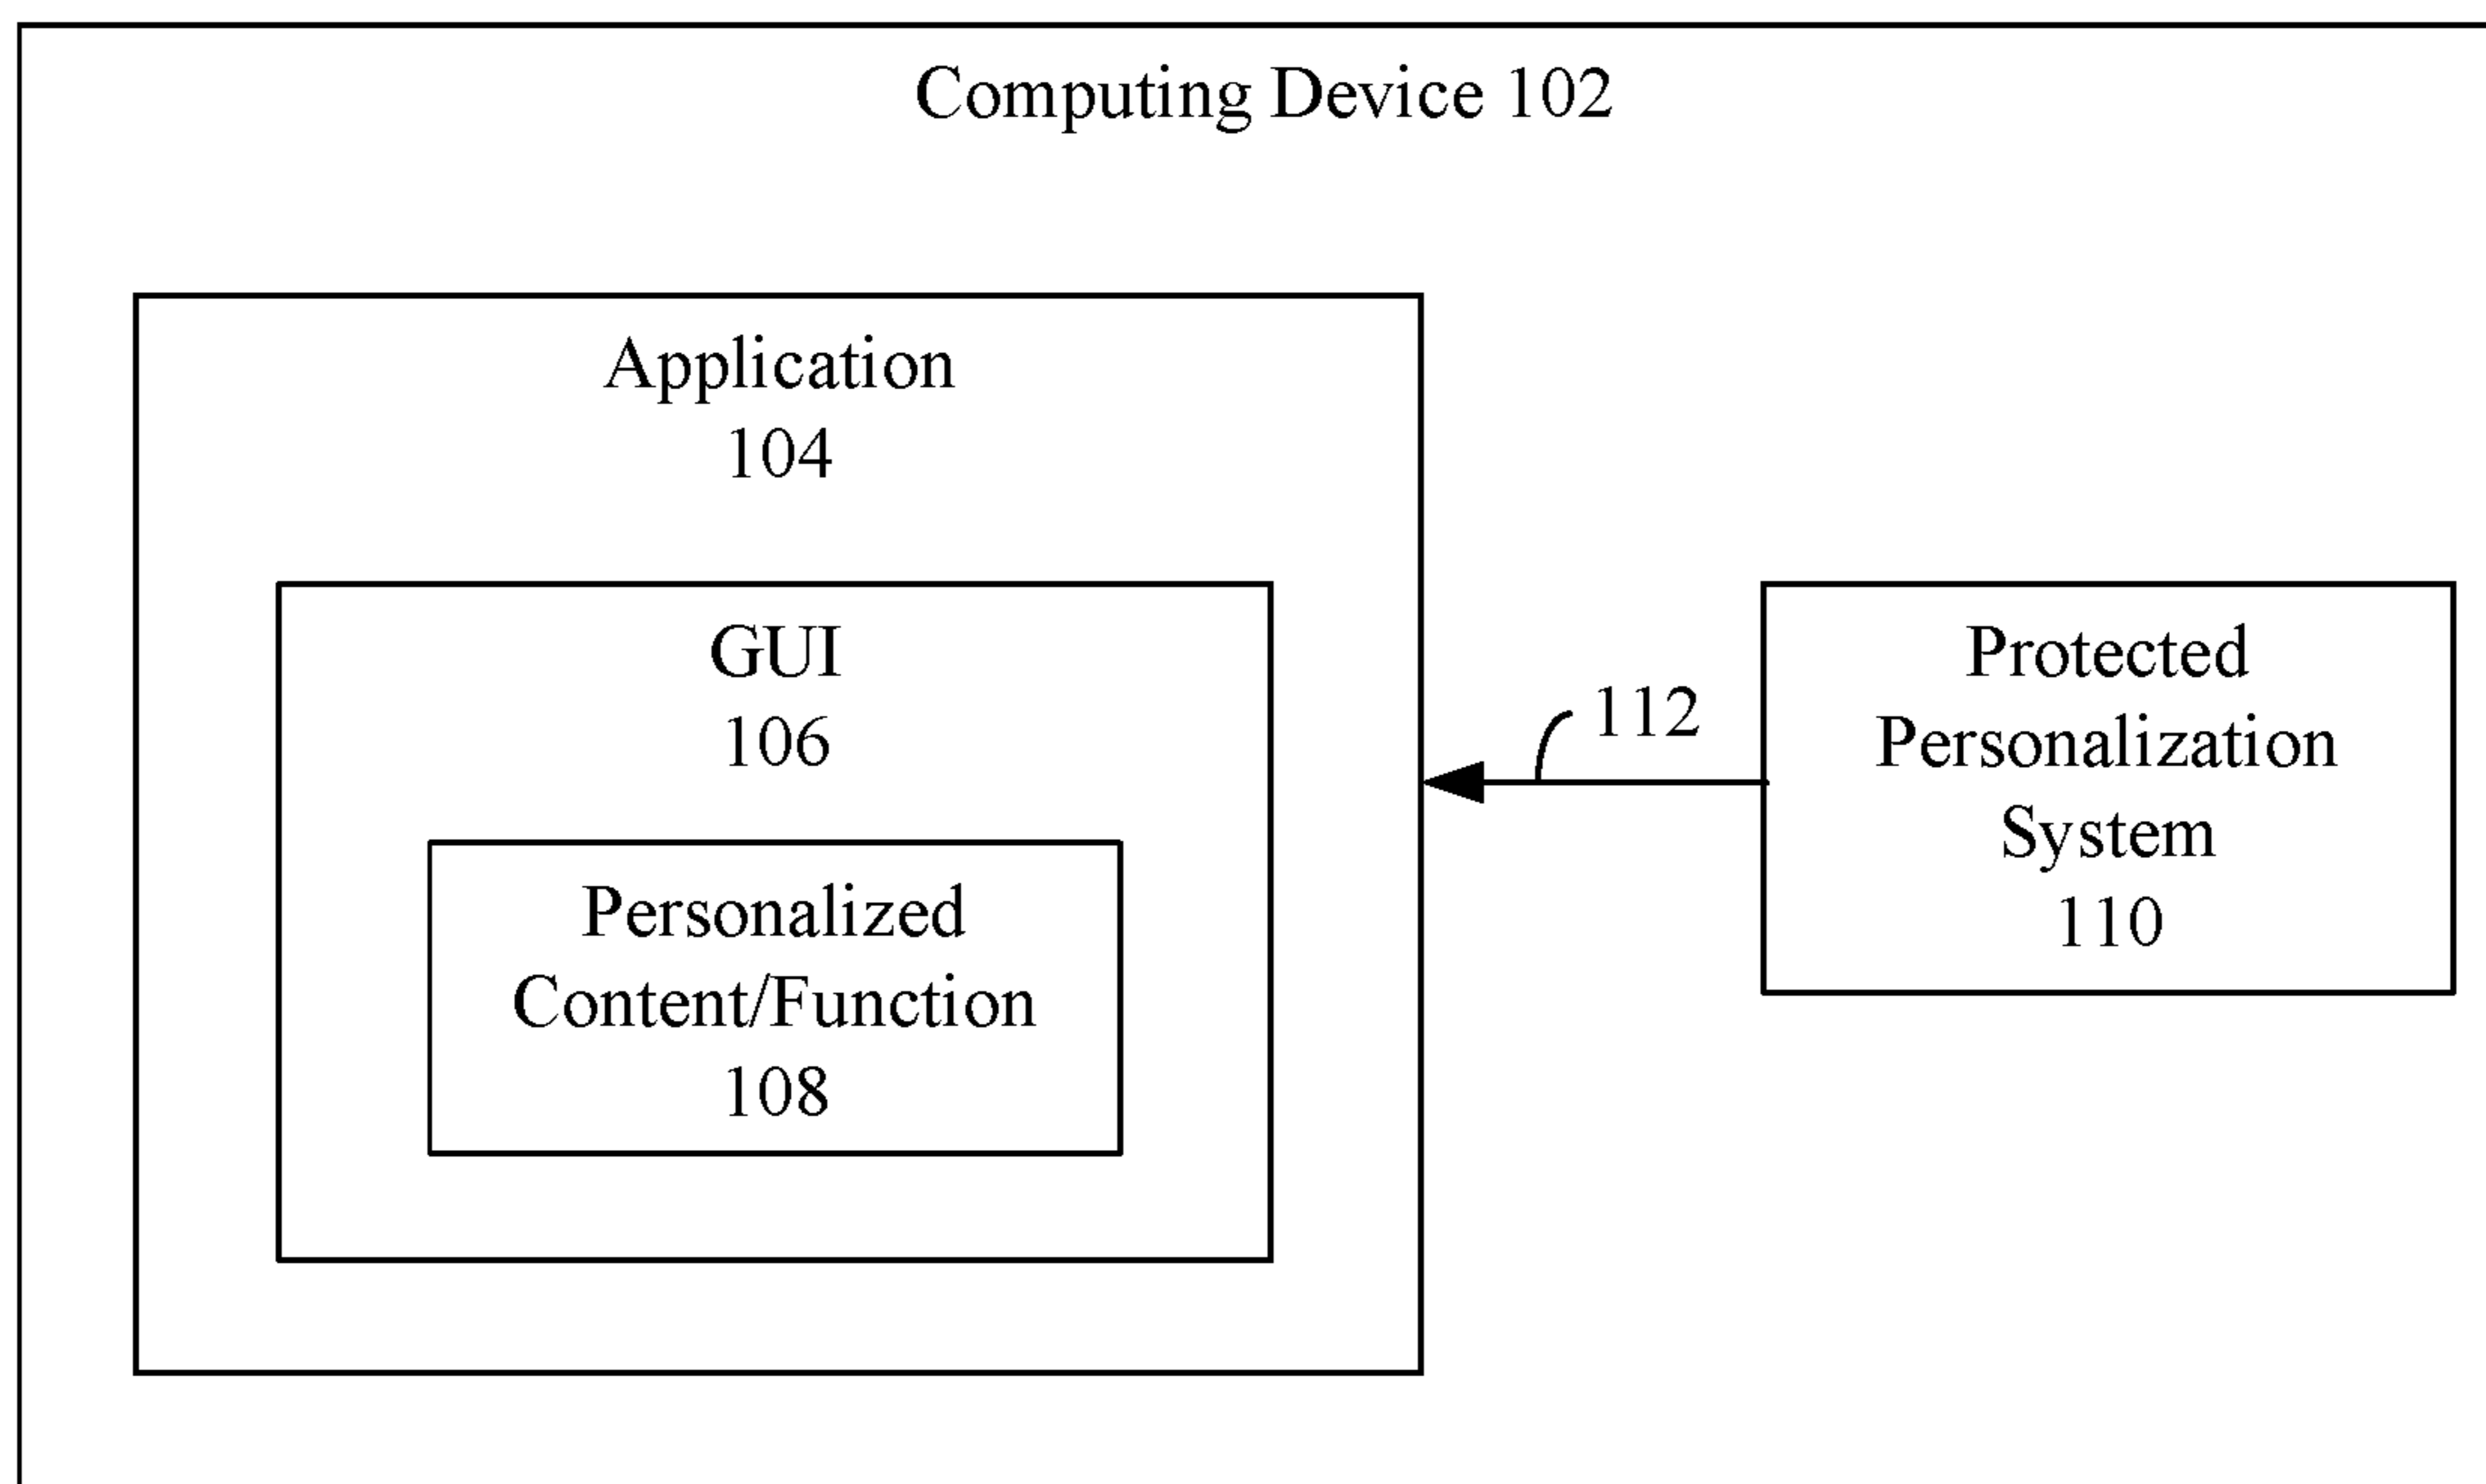 Computing Device 102
Application
104
GUI
106
Personalized
Content/Function
108
112
Protected
Personalization
System
110